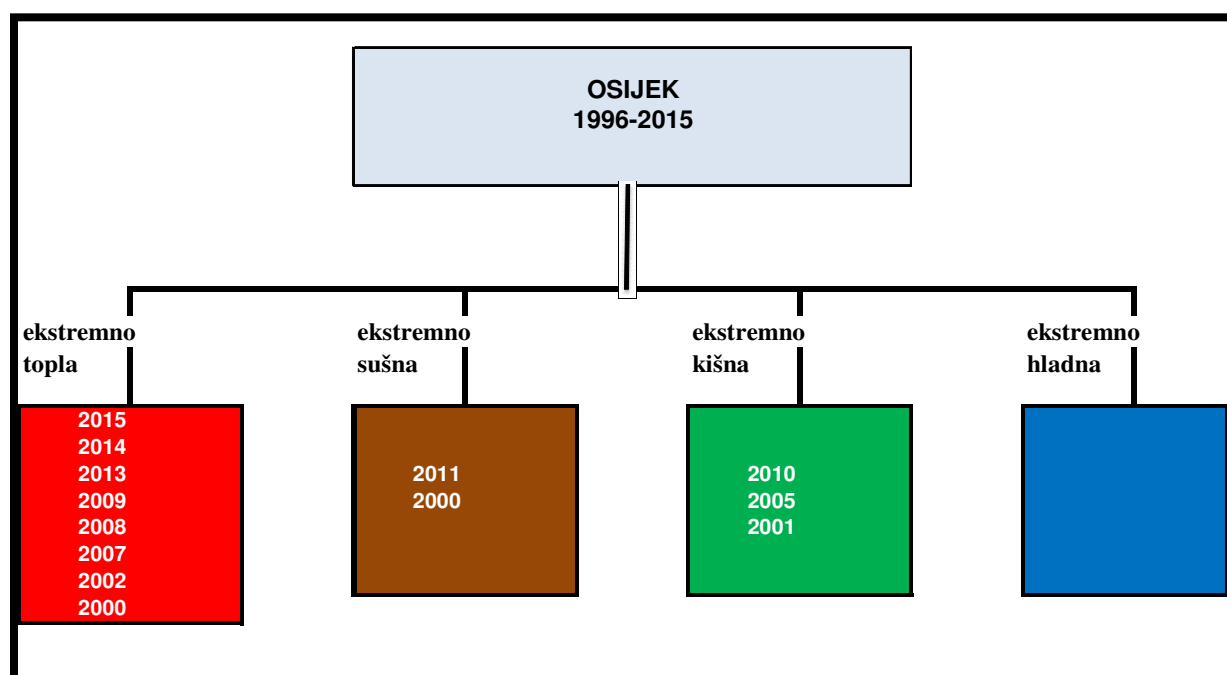 OSIJEK
1996-2015
ekstremno
topla
ekstremno
sušna
ekstremno
kišna
ekstremno
hladna
2015
2014
2013
2009
2008
2007
2002
2000
2011
2000
2010
2005
2001